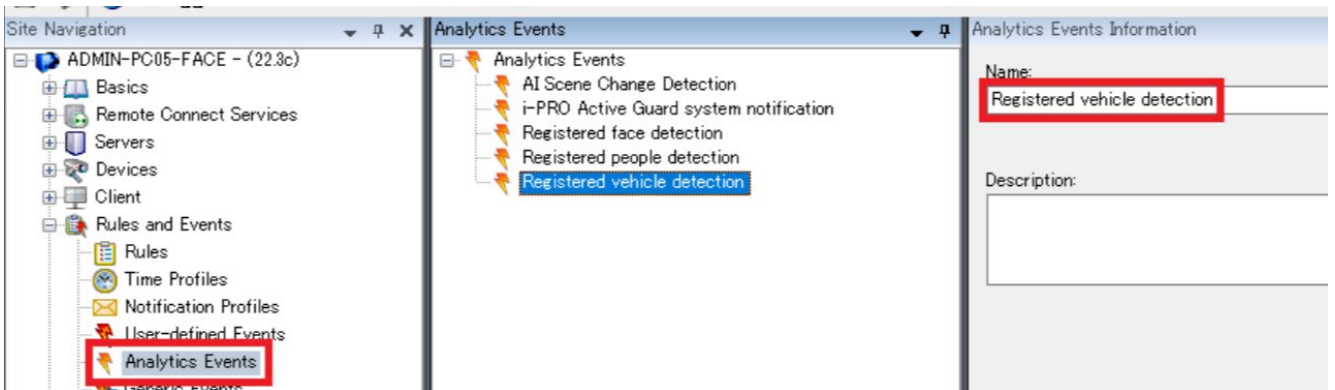 Site Navigation
ADMIN-PC05-FACE - (22.3c)
Basics
Remote Connect Services
Servers
Devices
Client
Rules and Events
Rules
Time Profiles
Notification Profiles
User-defined Events
Analytics Events
Generic Events
Analytics Events
Analytics Events
AI Scene Change Detection
i-PRO Active Guard system notification
Registered face detection
Registered people detection
Registered vehicle detection
Analytics Events Information
Name:
Registered vehicle detection
Description: